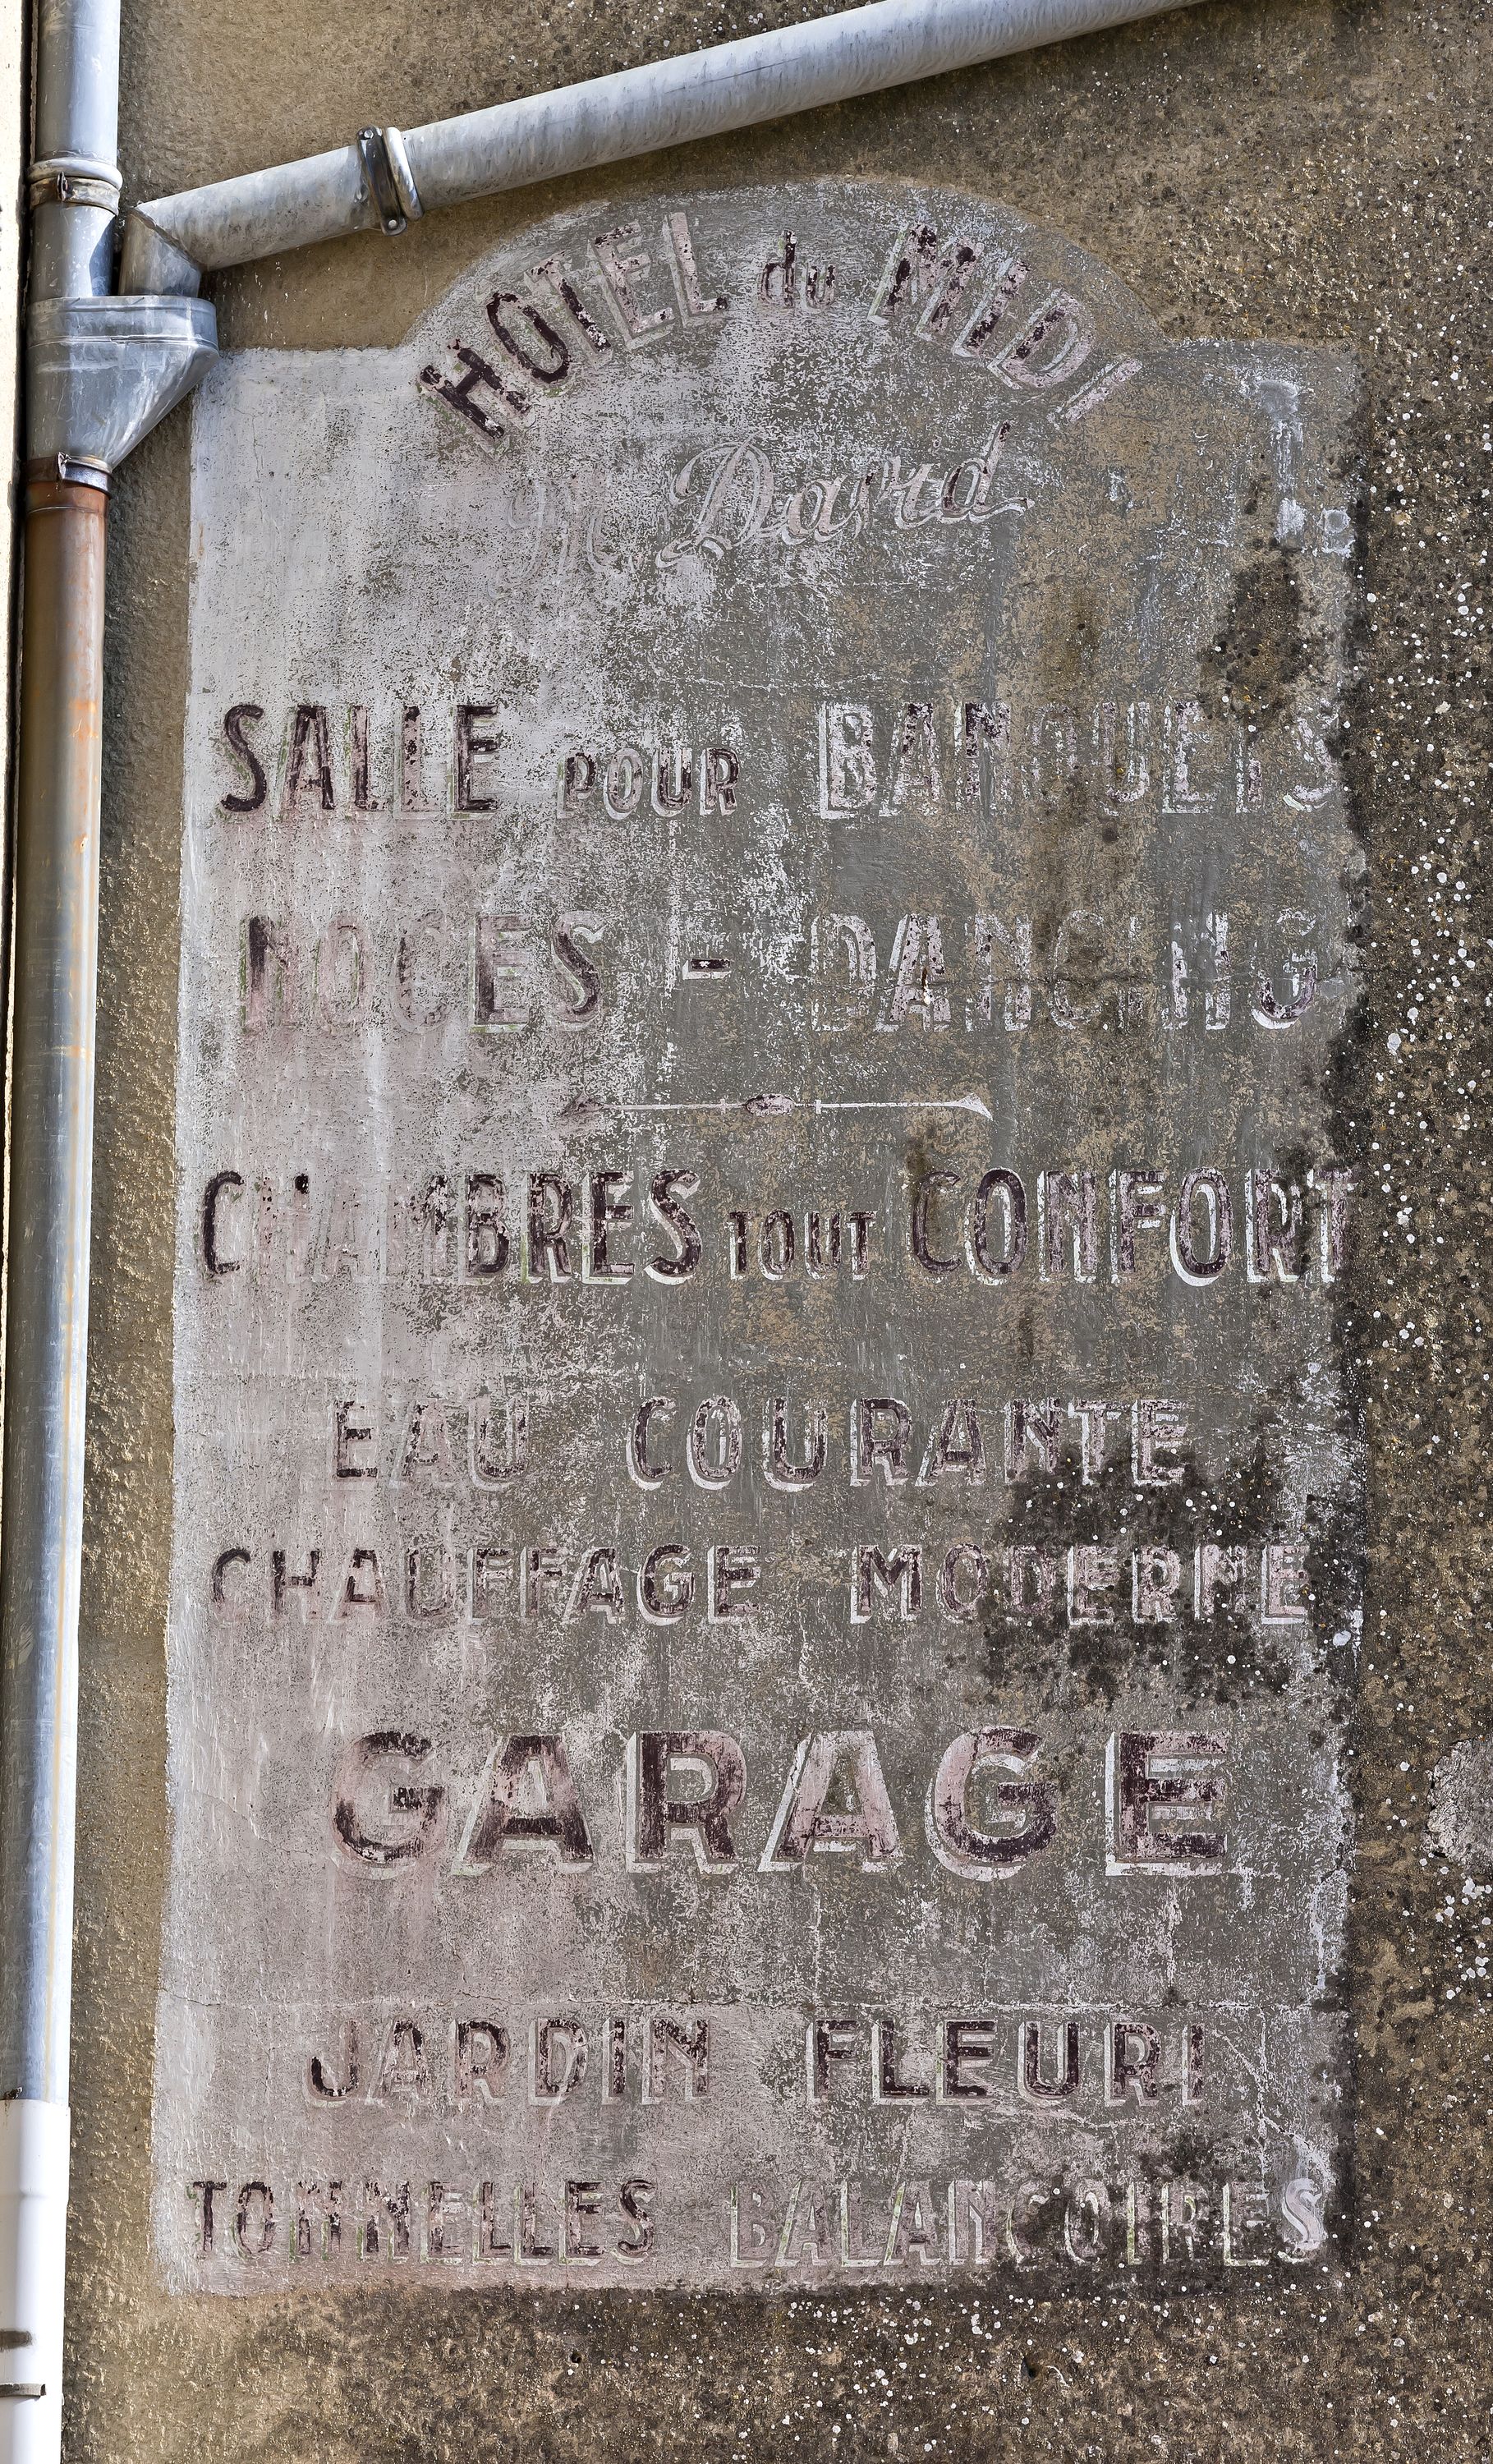 HOTEL du MIDI
David
SALLE POUR BANQUETS
NOCES - DANCING
CHAMBRES TOUT CONFORT
EAU COURANTE
CHAUFFAGE MODERNE
GARAGE
JARDIN FLEURI
TONNELLES BALANCOIRES